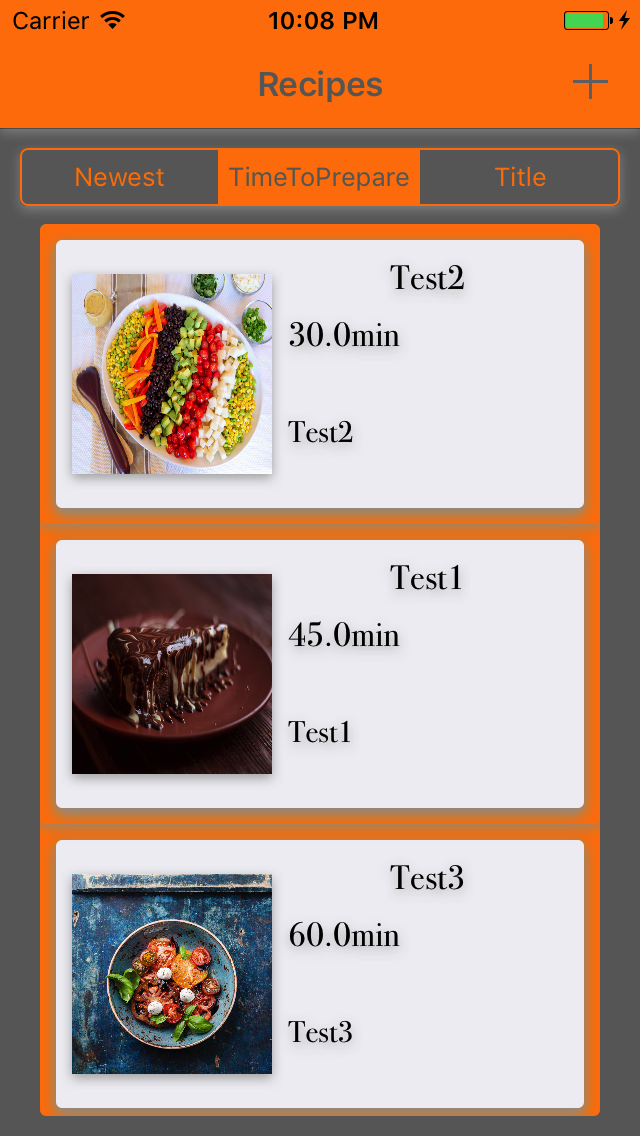 Carrier 10:08 PM
Recipes
Newest TimeToPrepare Title
Test2
30.0min
Test2
Test1
45.0min
Test1
Test3
60.0min
Test3